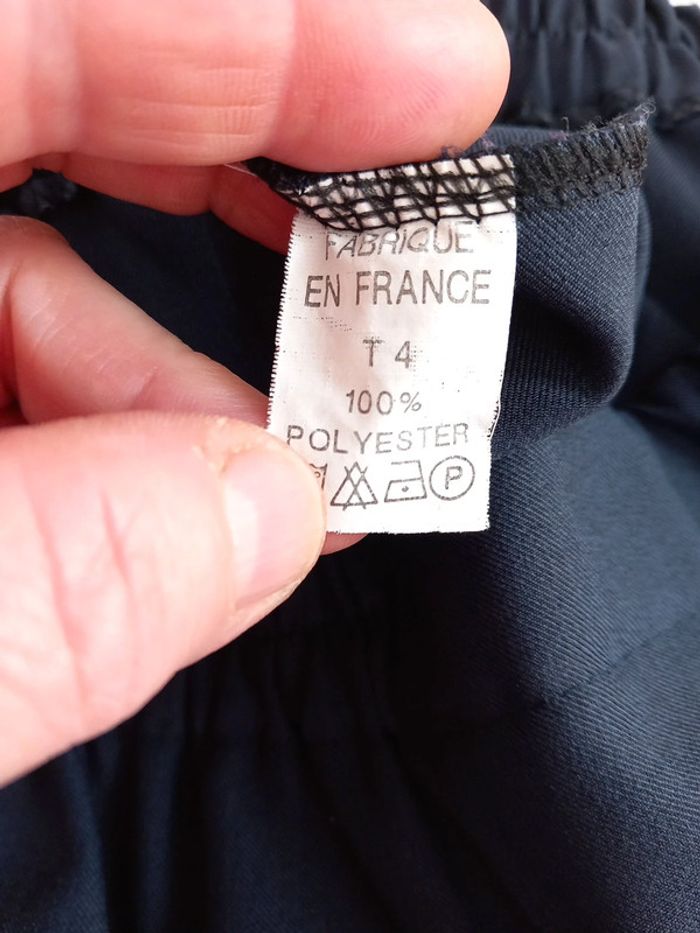 FABRIQUE
EN FRANCE
T 4
100%
POLYESTER
P